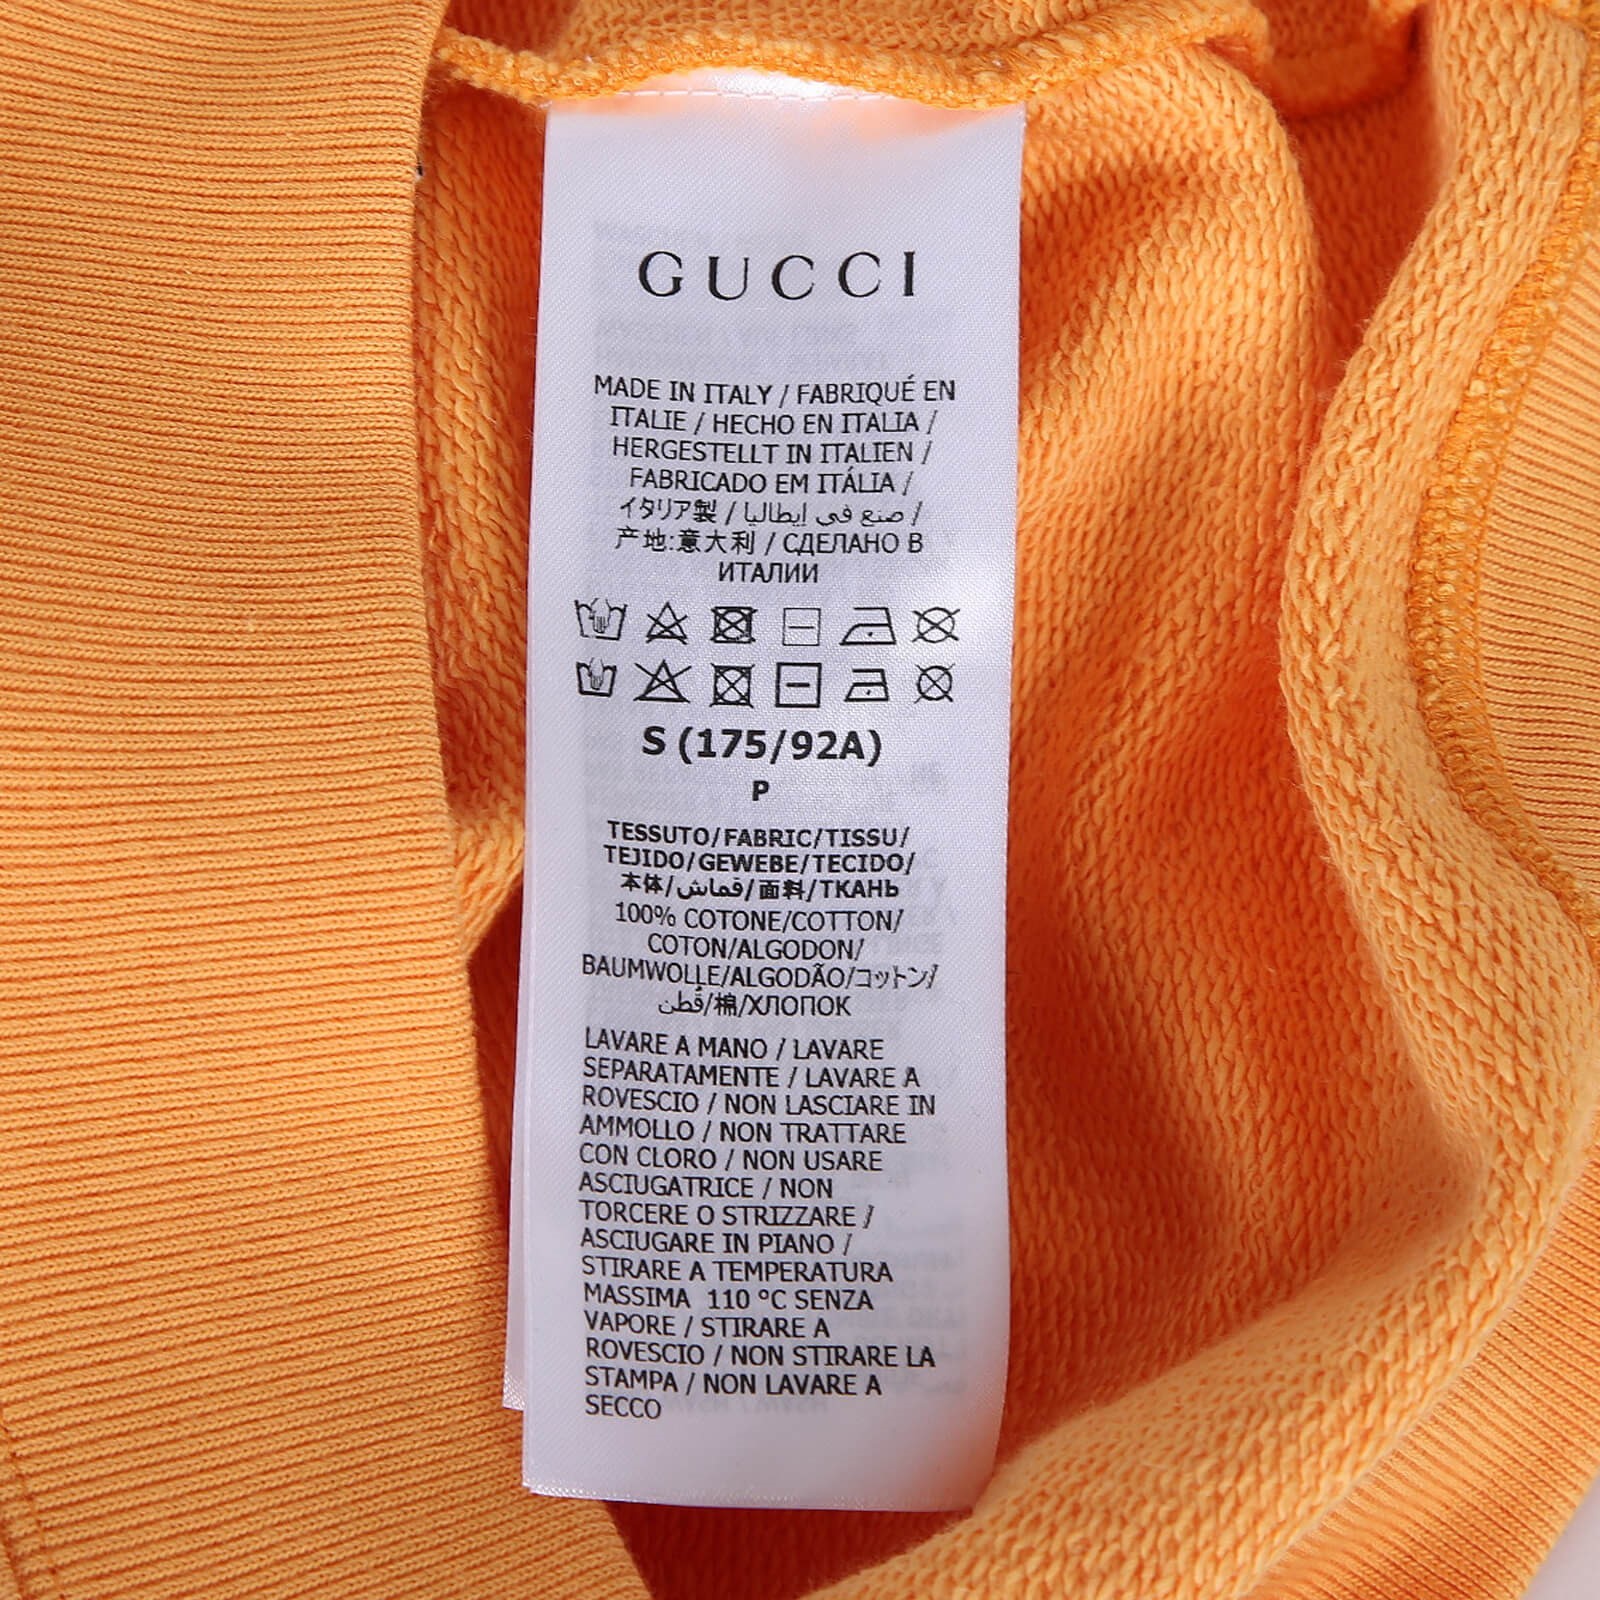 GUCCI
MADE IN ITALY / FABRIQUÉ EN
ITALIE / HECHO EN ITALIA /
HERGESTELLT IN ITALIEN /
FABRICADO EM ITÁLIA /
イタリア製 / صنع في إيطاليا /
产地:意大利 / СДЕЛАНО В
ИТАЛИИ
S (175/92A)
P
TESSUTO/FABRIC/TISSU/
TEJIDO/GEWEBE/TECIDO/
本体/قماش/面料/ТКАНЬ
100% COTONE/COTTON/
COTON/ALGODON/
BAUMWOLLE/ALGODÃO/コットン/
قُطن/棉/ХЛОПОК
LAVARE A MANO / LAVARE
SEPARATAMENTE / LAVARE A
ROVESCIO / NON LASCIARE IN
AMMOLLO / NON TRATTARE
CON CLORO / NON USARE
ASCIUGATRICE / NON
TORCERE O STRIZZARE /
ASCIUGARE IN PIANO /
STIRARE A TEMPERATURA
MASSIMA 110 °C SENZA
VAPORE / STIRARE A
ROVESCIO / NON STIRARE LA
STAMPA / NON LAVARE A
SECCO